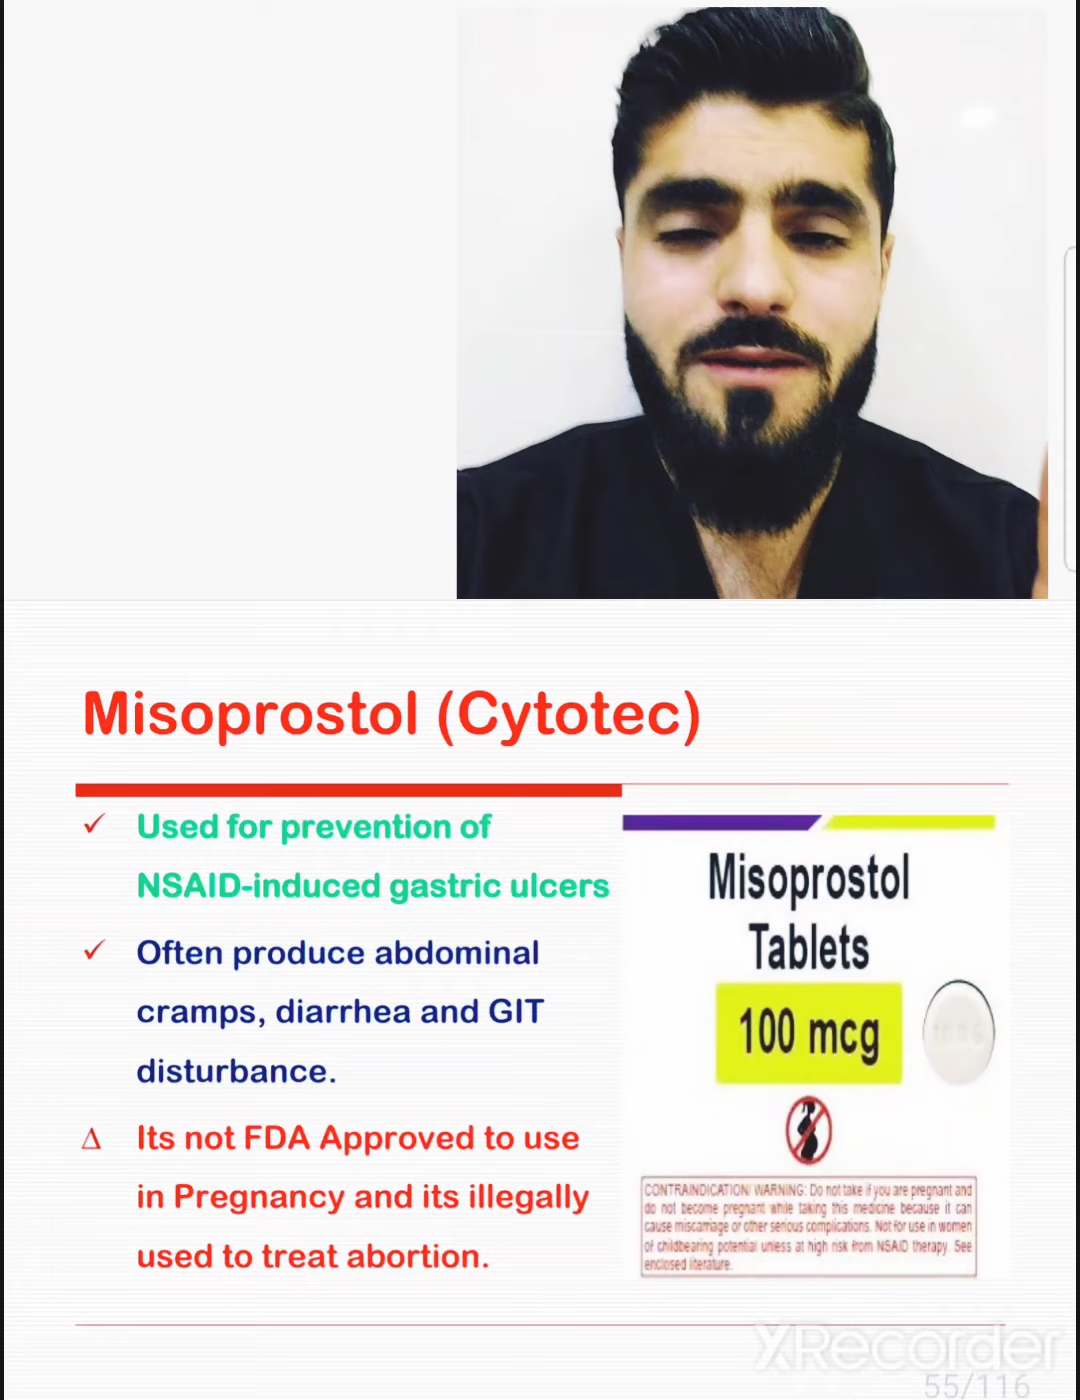 Misoprostol (Cytotec)
✓ Used for prevention of
NSAID-induced gastric ulcers
✓ Often produce abdominal
cramps, diarrhea and GIT
disturbance.
Δ Its not FDA Approved to use
in Pregnancy and its illegally
used to treat abortion.
Misoprostol
Tablets
100 mcg
CONTRAINDICATION/ WARNING: Do not take if you are pregnant and
do not become pregnant while taking this medicine because it can
cause miscarriage or other serious complications. Not for use in women
of childbearing potential unless at high risk from NSAID therapy. See
enclosed literature.
XRecorder
55/116